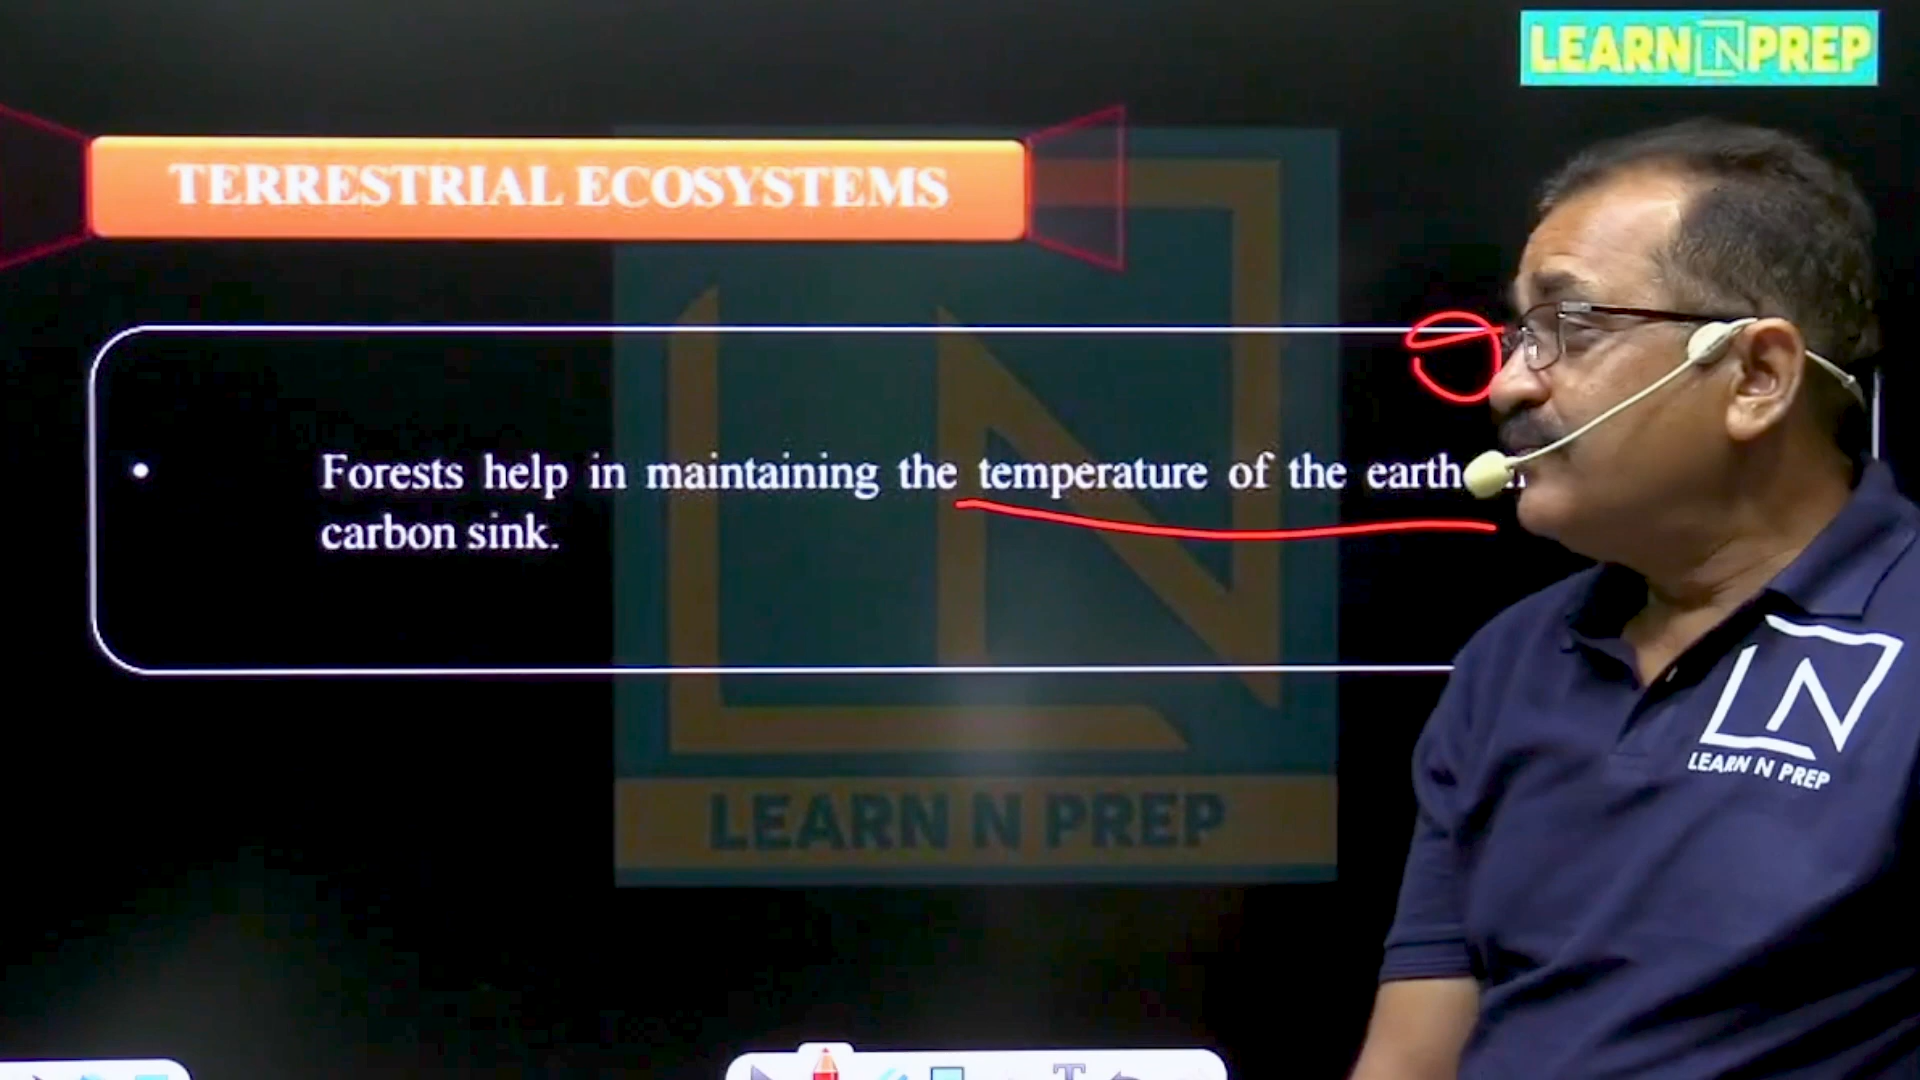 LEARN N PREP
TERRESTRIAL ECOSYSTEMS
• Forests help in maintaining the temperature of the earth
carbon sink.
LEARN N PREP
LEARN N PREP
T